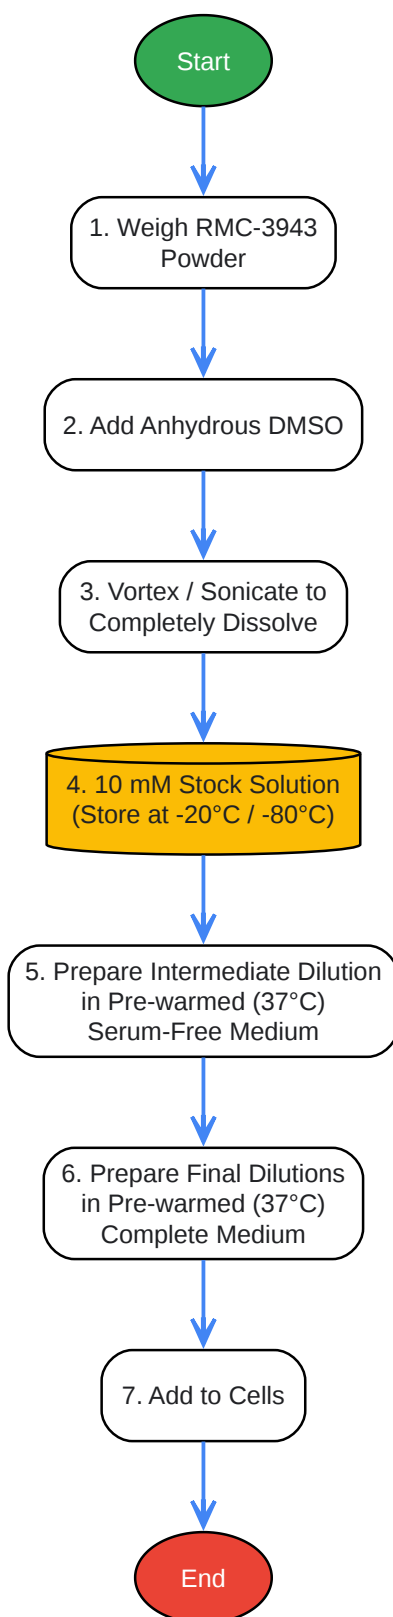 Start
1. Weigh RMC-3943
Powder
2. Add Anhydrous DMSO
3. Vortex / Sonicate to
Completely Dissolve
4. 10 mM Stock Solution
(Store at -20°C / -80°C)
5. Prepare Intermediate Dilution
in Pre-warmed (37°C)
Serum-Free Medium
6. Prepare Final Dilutions
in Pre-warmed (37°C)
Complete Medium
7. Add to Cells
End